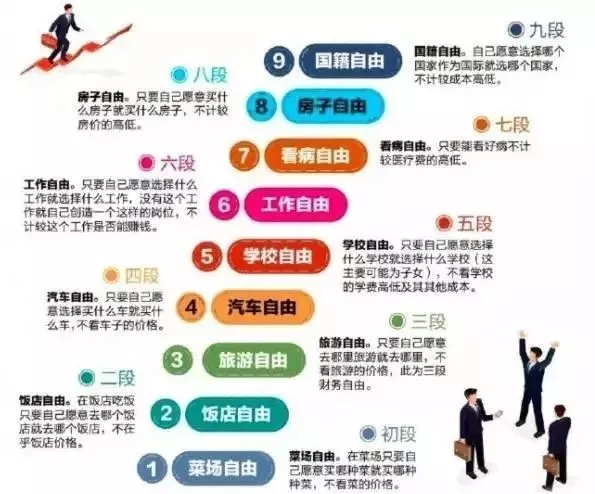 九段
9
国籍自由
国籍自由。自己愿意选择哪个
国家作为国际就选哪个国家,
不计较成本高低。
八段
房子自由。只要自己愿意买什
么房子就买什么房子，不计较
房价的高低。
8
房子自由
七段
7
看病自由
看病自由。只要能看好病不计
较医疗费的高低。
六段
工作自由。只要自己愿意选择什么
工作就选择什么工作，没有这个工
作就自己创造一个这样的岗位，不
计较这个工作是否能赚钱。
6
工作自由
五段
5
学校自由
学校自由。只要自己愿意选择
什么学校就选择什么学校（这
主要可能为子女），不看学校
的学费高低及其其他成本。
四段
汽车自由。只要自己愿
意选择买什么车就买什
么车，不看车子的价格。
4
汽车自由
三段
3
旅游自由
旅游自由。只要自己愿意
去哪里旅游就去哪里，不
看旅游的价格，此为三段
财务自由。
二段
饭店自由。在饭店吃饭
只要自己愿意去哪个饭
店就去哪个饭店，不在
乎饭店价格。
2
饭店自由
初段
1
菜场自由
菜场自由。在菜场只要自
己愿意买哪种菜就买哪种
种菜，不看菜的价格。